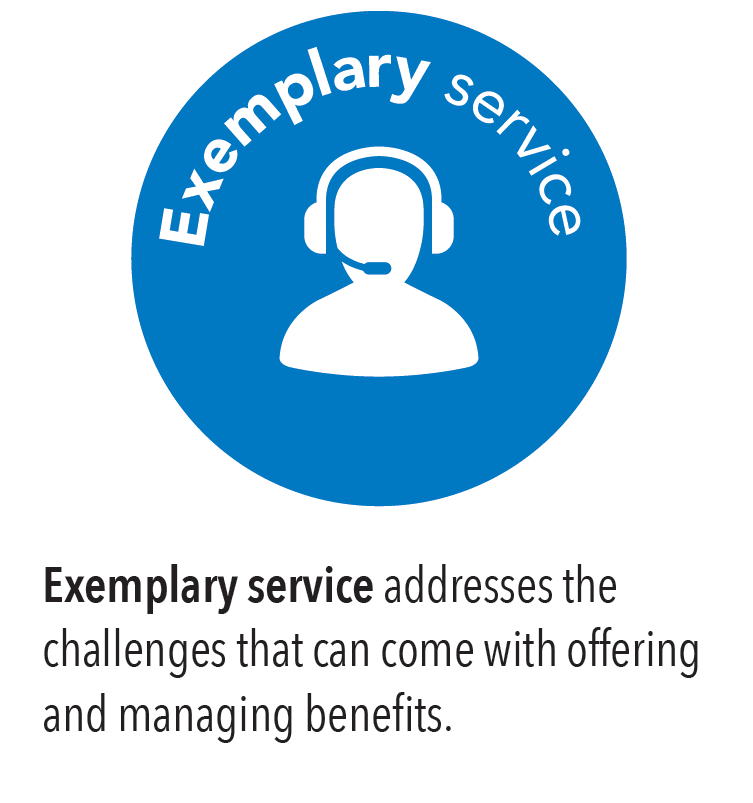 Exemplary service
Exemplary service addresses the
challenges that can come with offering
and managing benefits.